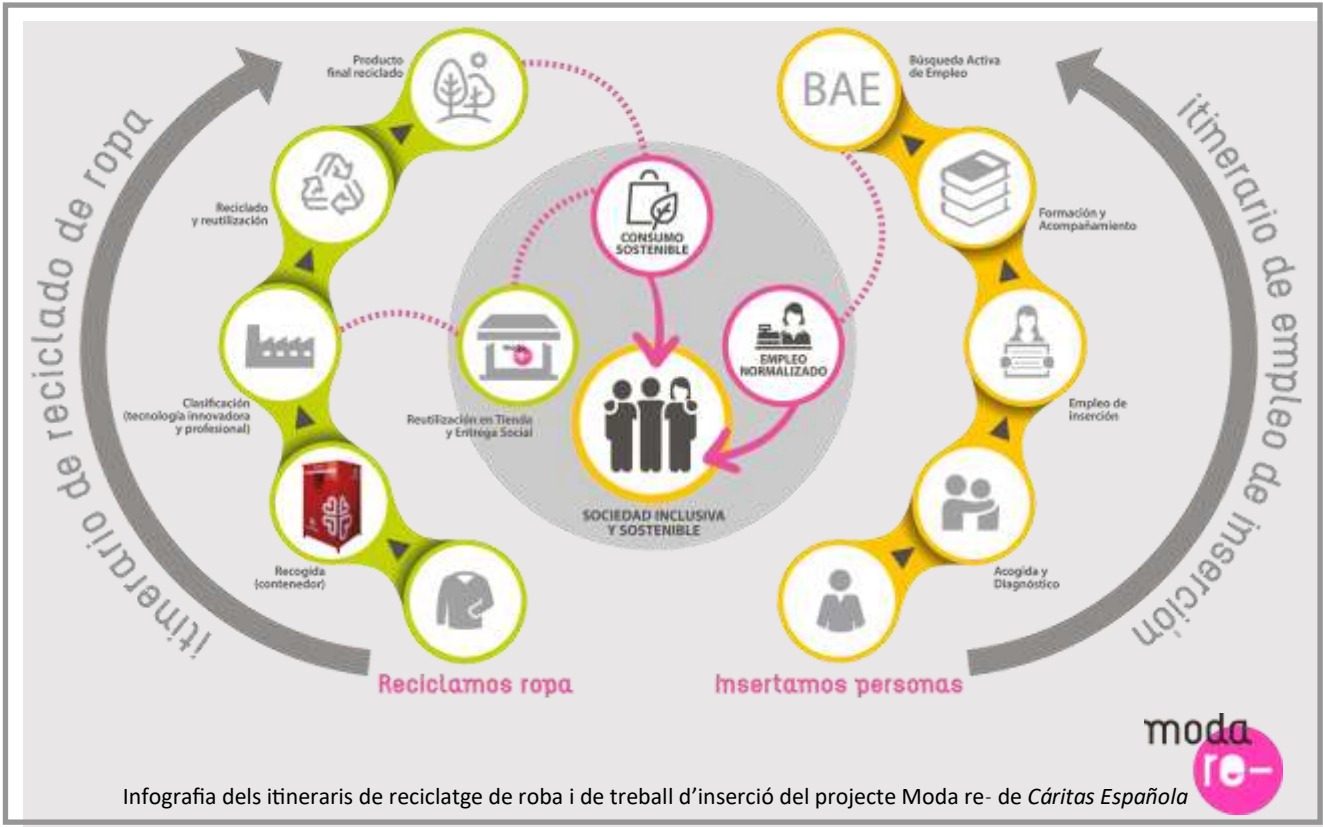 Producto
final reciclado
Reciclado
y reutilización
Clasificación
(tecnología innovadora
y profesional)
Recogida
(contenedor)
itinerario de reciclado de ropa
Reciclamos ropa
Reutilización en Tienda
y Entrega Social
CONSUMO
SOSTENIBLE
EMPLEO
NORMALIZADO
SOCIEDAD INCLUSIVA
Y SOSTENIBLE
BAE
Búsqueda Activa
de Empleo
Formación y
Acompañamiento
Empleo de
inserción
Acogida y
Diagnóstico
itinerario de empleo de inserción
Insertamos personas
moda
re-
Infografia dels itineraris de reciclatge de roba i de treball d’inserció del projecte Moda re- de Cáritas Española